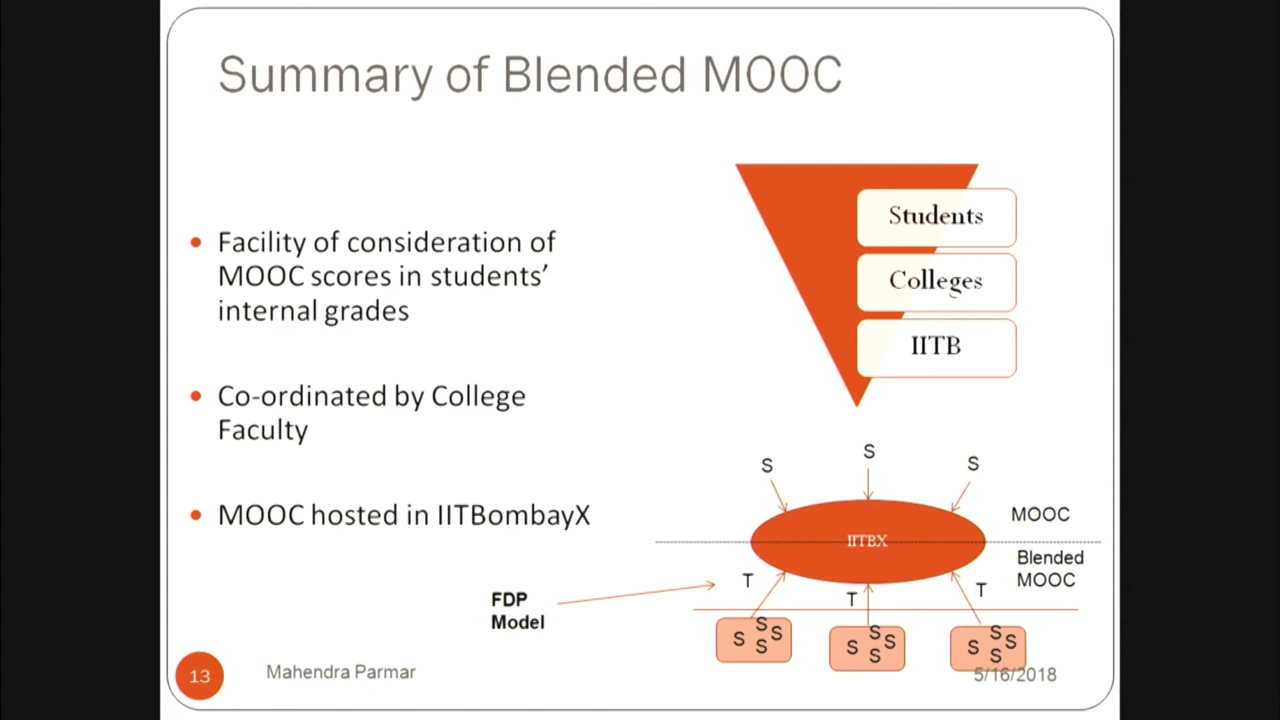 Summary of Blended MOOC
• Facility of consideration of
MOOC scores in students’
internal grades
• Co-ordinated by College
Faculty
• MOOC hosted in IITBombayX
Students
Colleges
IITB
S S S
MOOC
IITBX
Blended
MOOC
T T T
FDP
Model
S S S S
S S S S
S S S S
13
Mahendra Parmar
5/16/2018